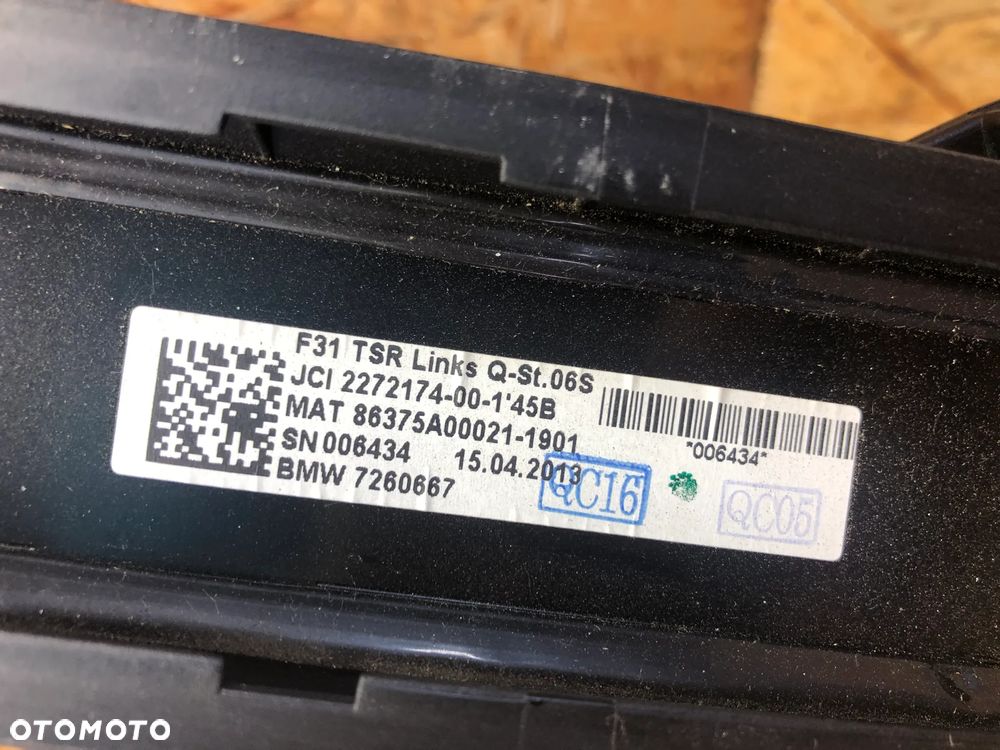 F31 TSR Links Q-St.06S
JCI 2272174-00-1'45B
MAT 86375A00021-1901
SN 006434 15.04.2013
BMW 7260667
*006434*
QC16
QC05
OTOMOTO